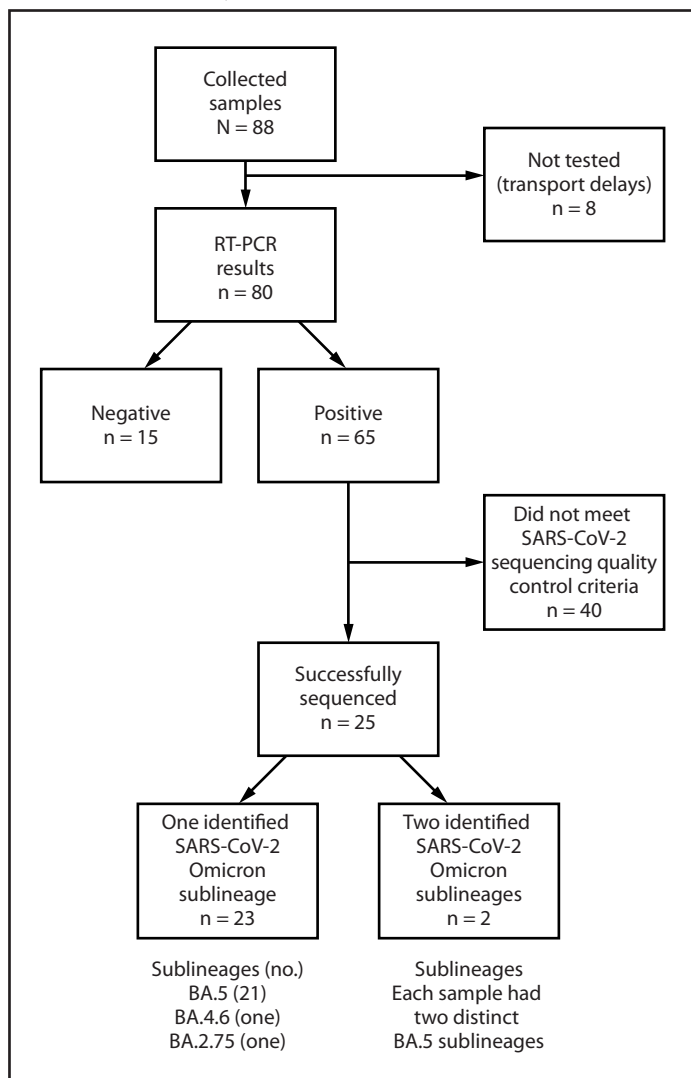 Collected
samples
N = 88
Not tested
(transport delays)
n = 8
RT-PCR
results
n = 80
Negative
n = 15
Positive
n = 65
Did not meet
SARS-CoV-2
sequencing quality
control criteria
n = 40
Successfully
sequenced
n = 25
One identified
SARS-CoV-2
Omicron
sublineage
n = 23
Two identified
SARS-CoV-2
Omicron
sublineages
n = 2
Sublineages (no.)
BA.5 (21)
BA.4.6 (one)
BA.2.75 (one)
Sublineages
Each sample had
two distinct
BA.5 sublineages